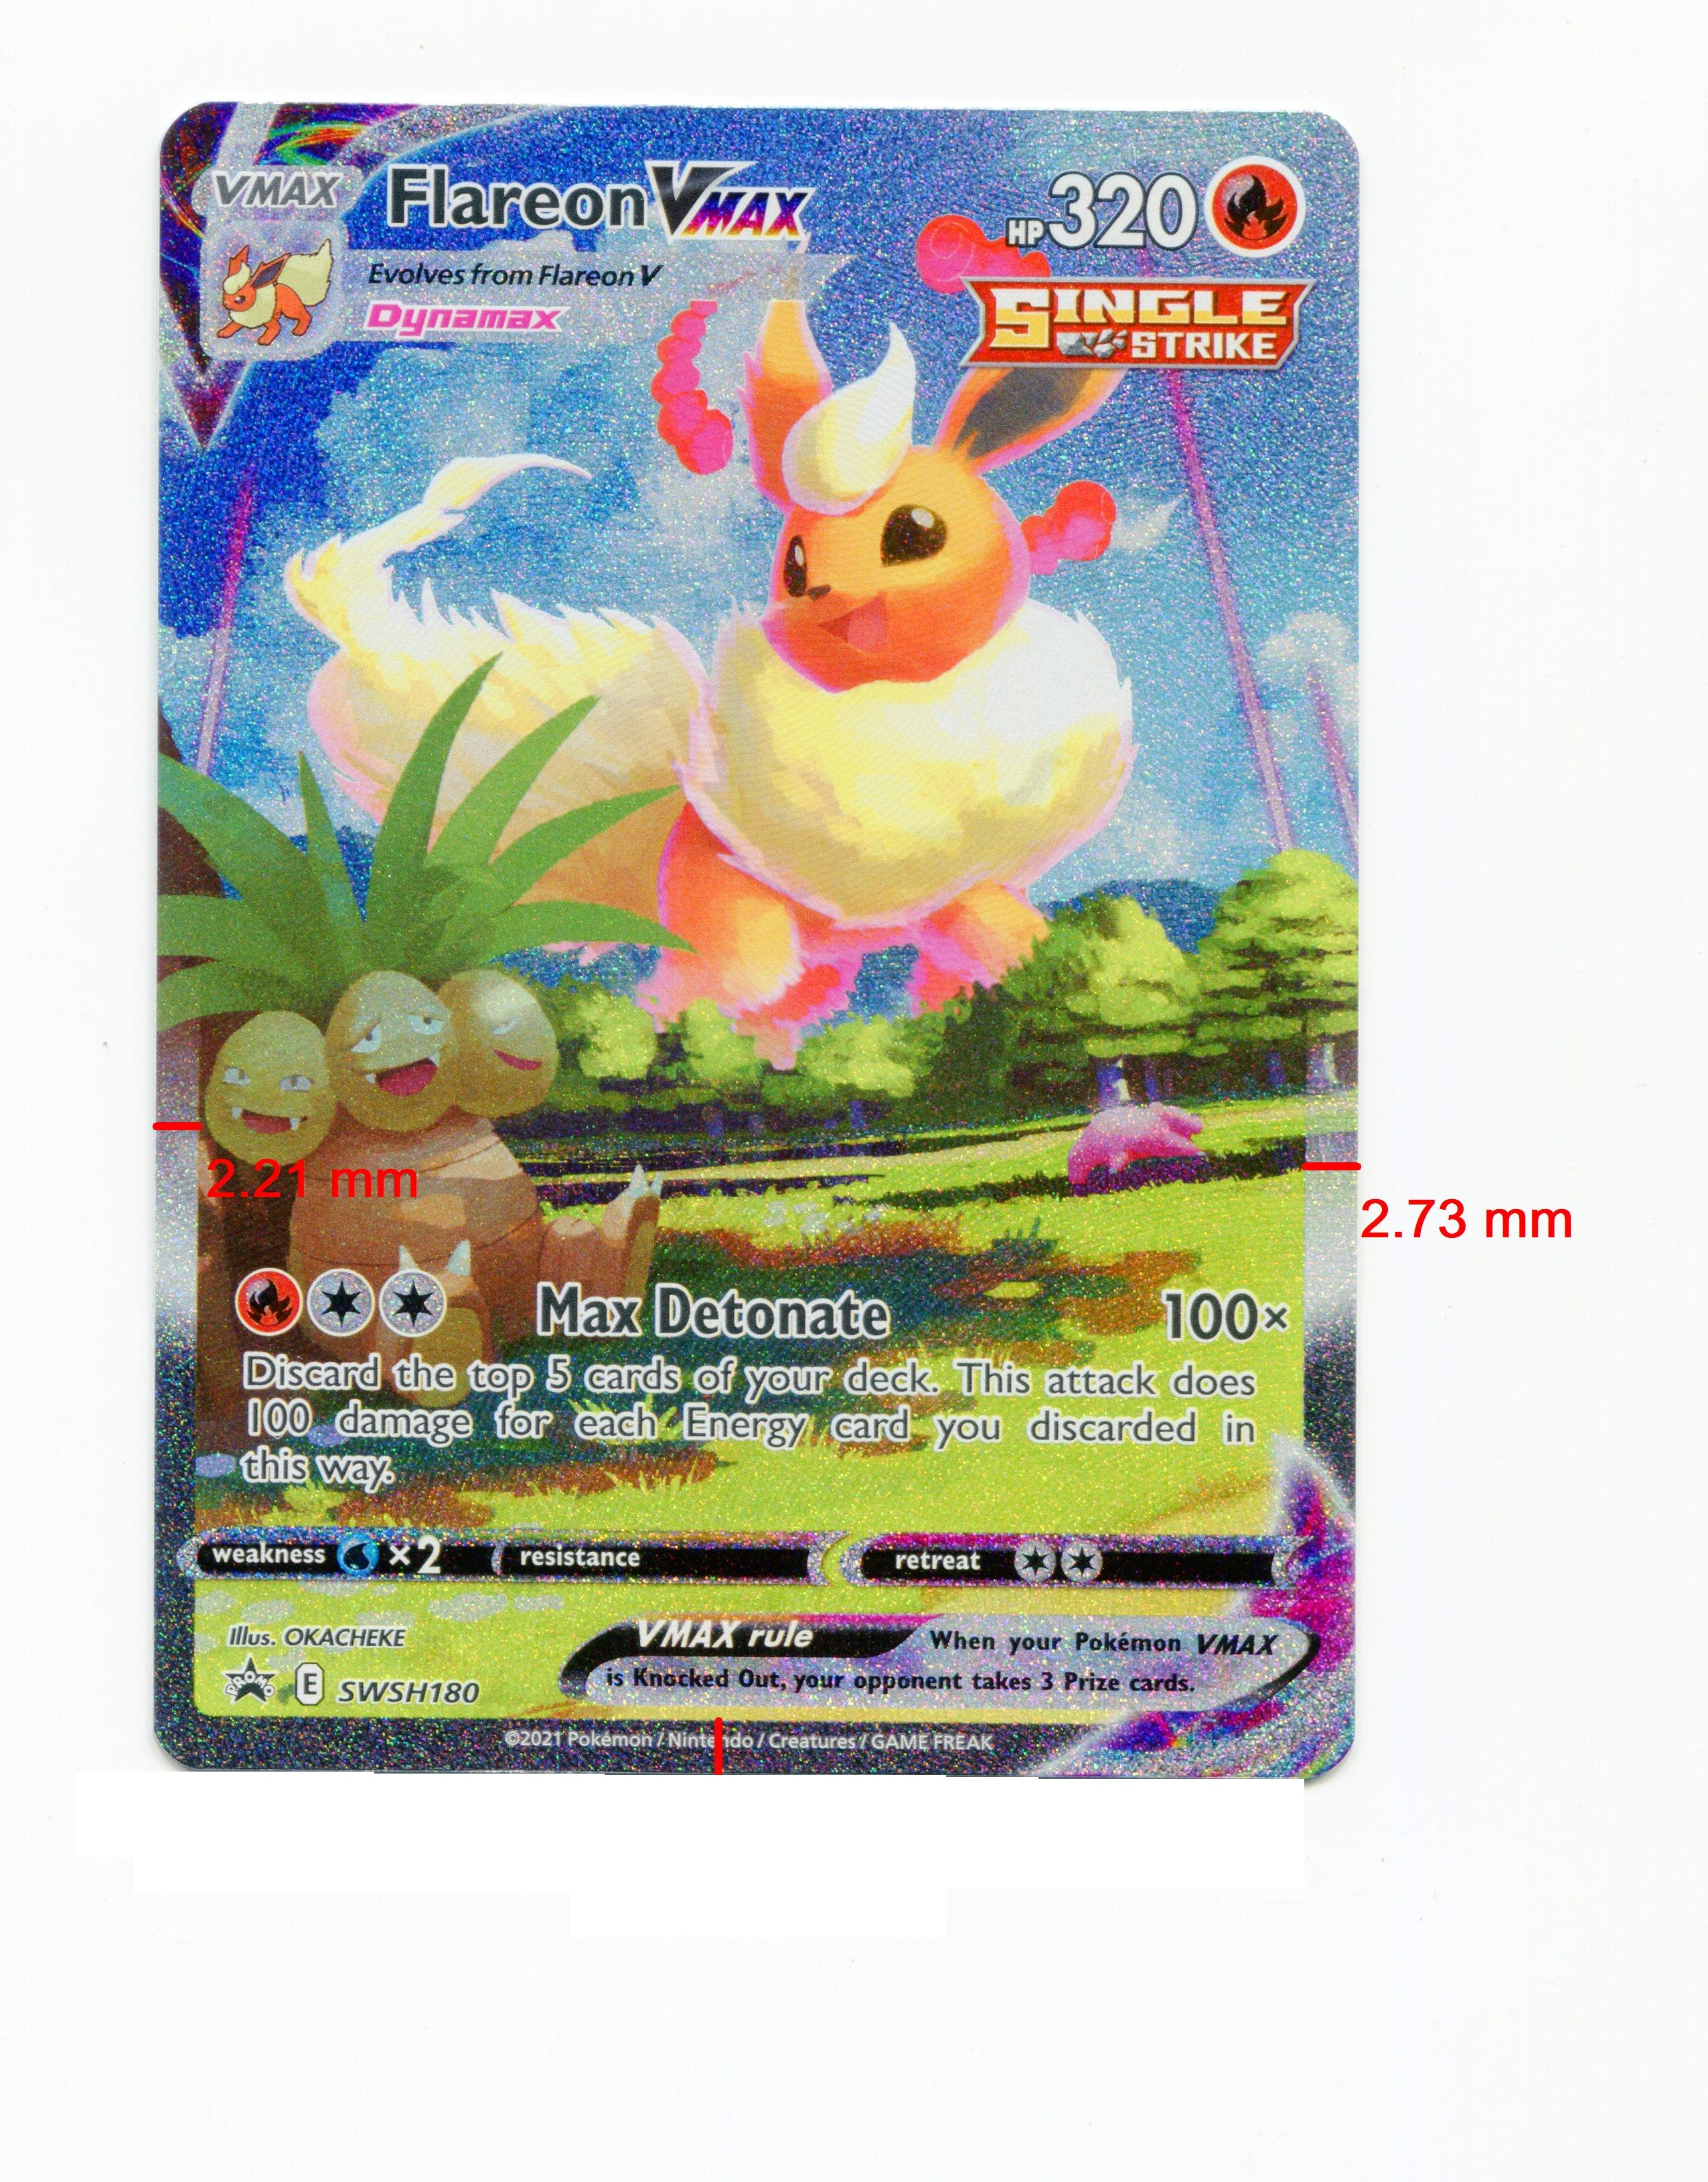 VMAX
Flareon VMAX
HP 320
Evolves from Flareon V
Dynamax
SINGLE
STRIKE
2.21 mm
2.73 mm
Max Detonate 100×
Discard the top 5 cards of your deck. This attack does
100 damage for each Energy card you discarded in
this way.
weakness ×2 resistance retreat
Illus. OKACHEKE
VMAX rule When your Pokémon VMAX
is Knocked Out, your opponent takes 3 Prize cards.
PROMO E SWSH180
©2021 Pokémon / Nintendo / Creatures / GAME FREAK